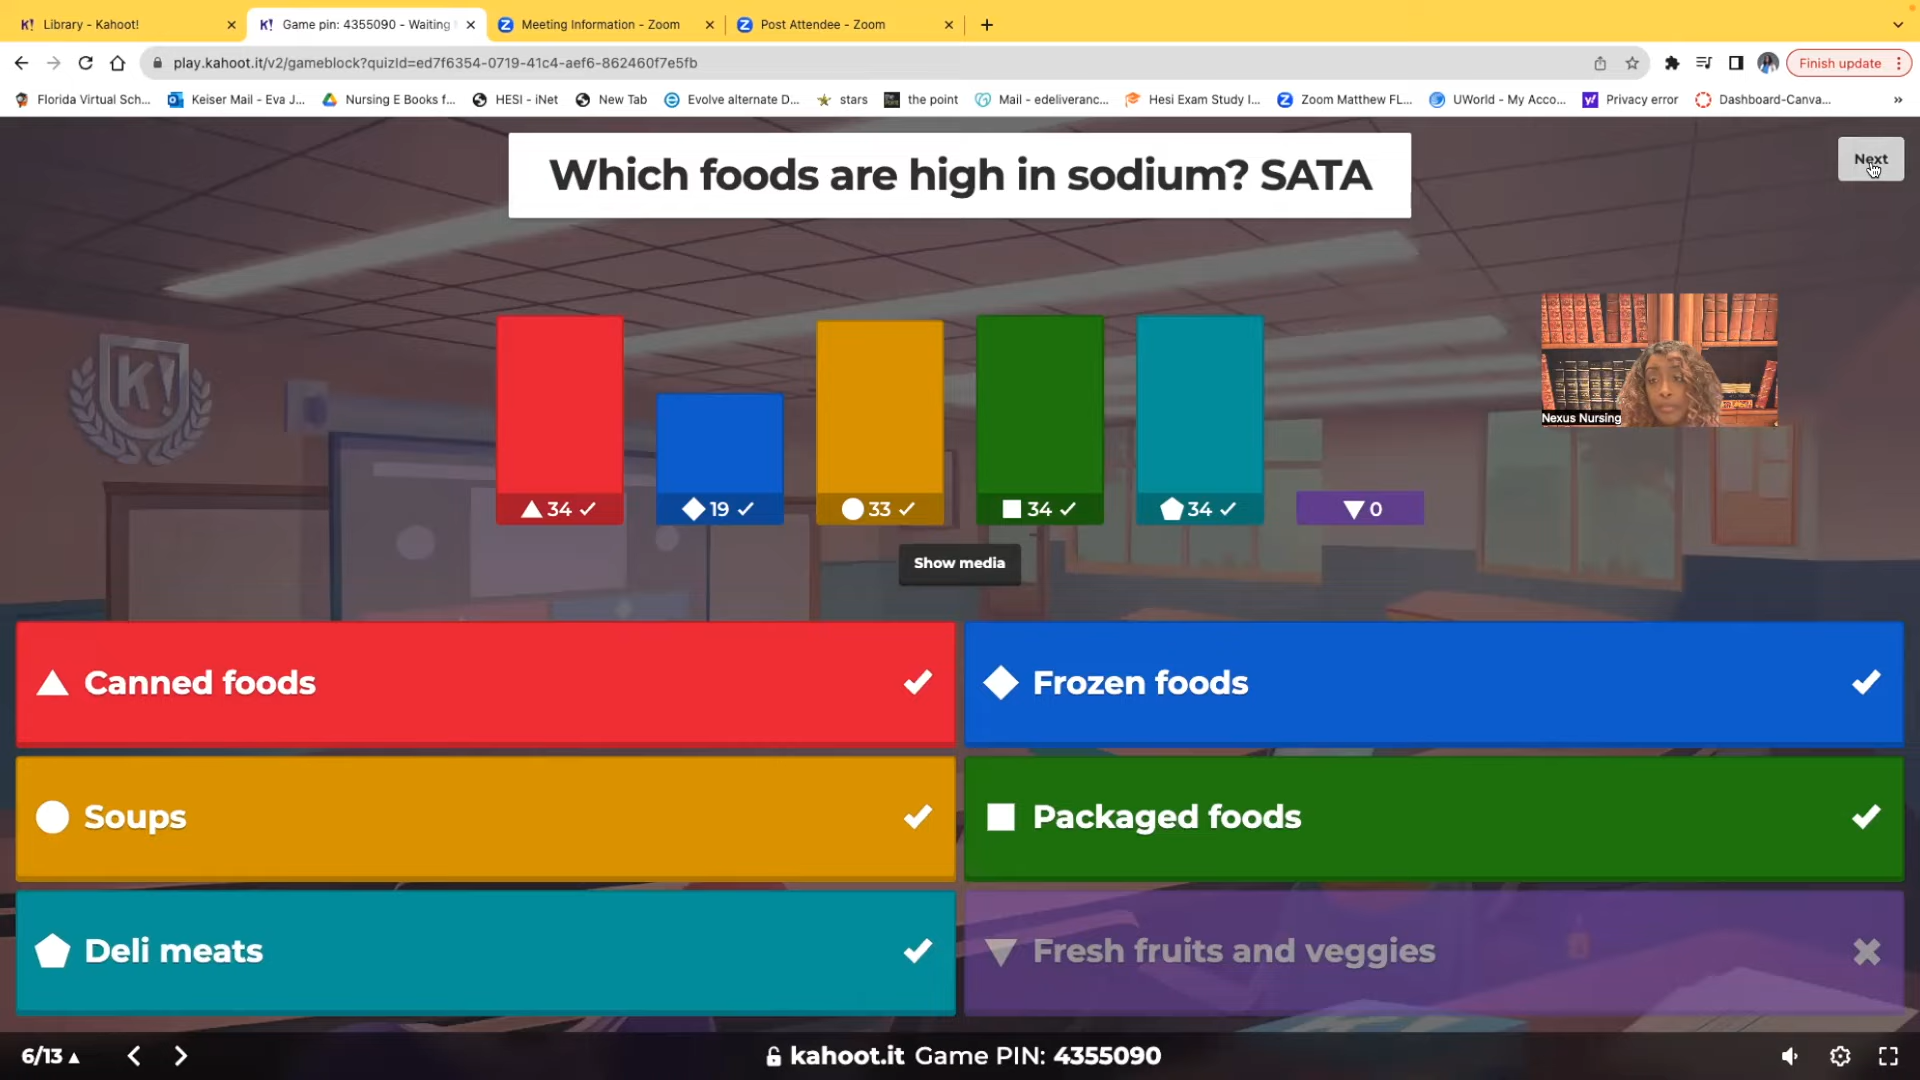 Library - Kahoot!
Game pin: 4355090 - Waiting
Meeting Information - Zoom
Post Attendee - Zoom
play.kahoot.it/v2/gameblock?quizId=ed7f6354-0719-41c4-aef6-862460f7e5fb
Finish update
Florida Virtual Sch...
Keiser Mail - Eva J...
Nursing E Books f...
HESI - iNet
New Tab
Evolve alternate D...
stars
the point
Mail - edeliveranc...
Hesi Exam Study I...
Zoom Matthew FL...
UWorld - My Acco...
Privacy error
Dashboard-Canva...
Which foods are high in sodium? SATA
Next
K!
Nexus Nursing
34
19
33
34
34
0
Show media
Canned foods
Frozen foods
Soups
Packaged foods
Deli meats
Fresh fruits and veggies
6/13
kahoot.it Game PIN: 4355090